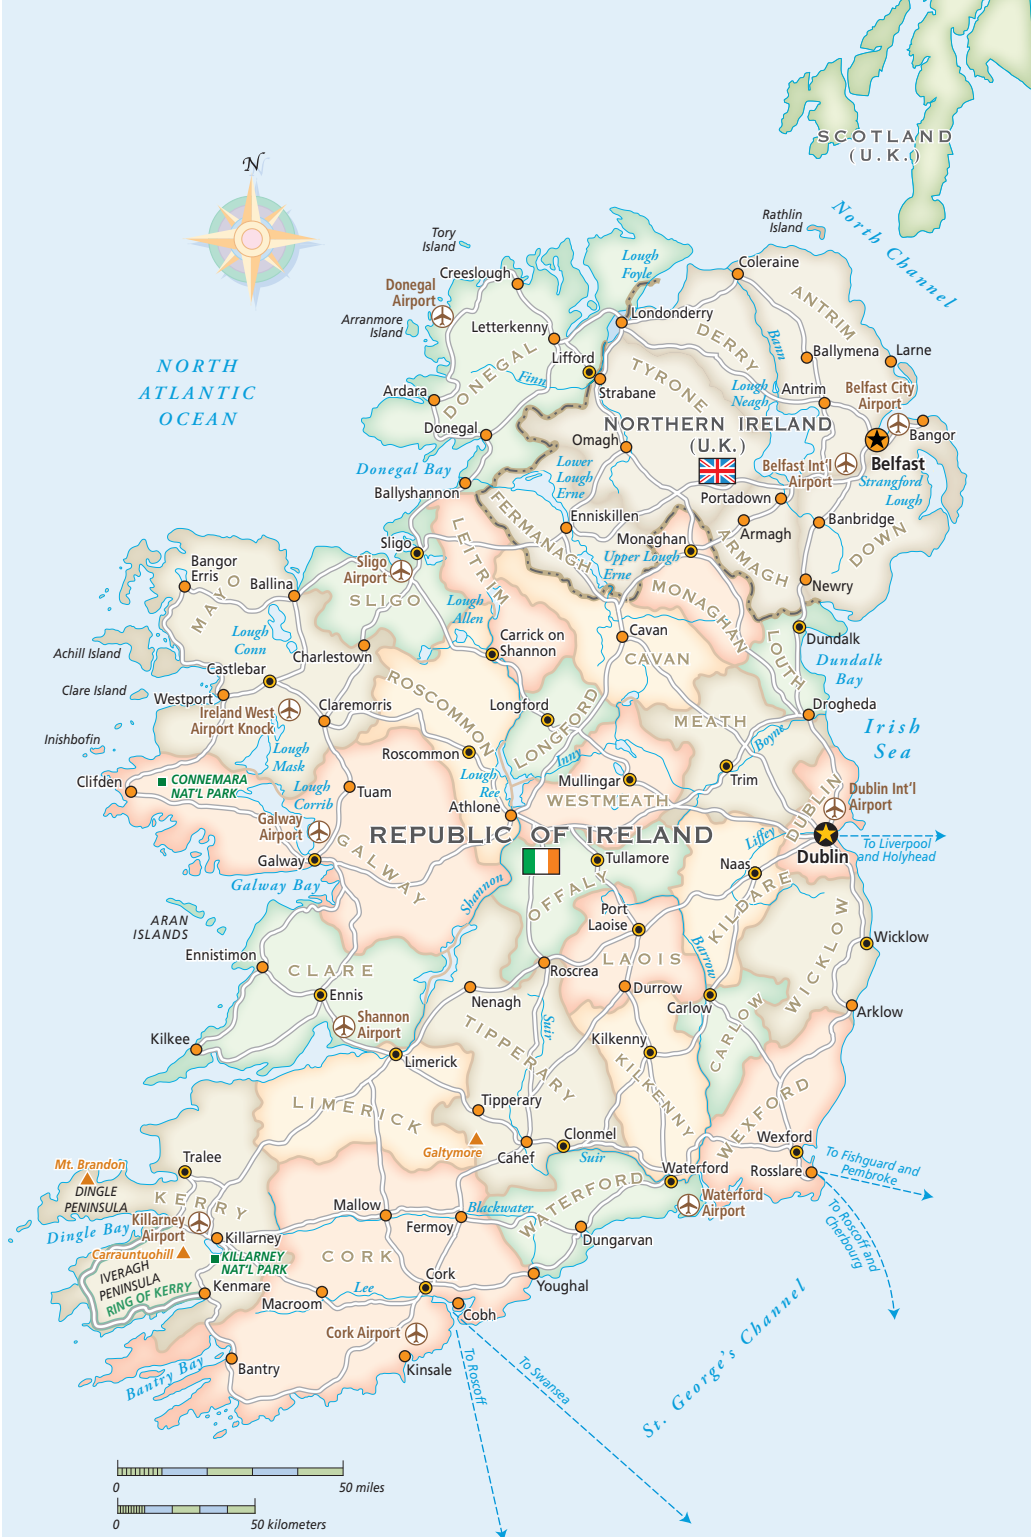 SCOTLAND
(U.K.)
N
North Channel
Rathlin
Island
Tory
Island
Lough
Foyle
Coleraine
Creeslough
Donegal
Airport
ANTRIM
Arranmore
Island
Londonderry
Letterkenny
DERRY
Bann
Ballymena
Larne
NORTH
ATLANTIC
OCEAN
DONEGAL
Lifford
Finn
TYRONE
Strabane
Lough
Neagh
Antrim
Belfast City
Airport
Ardara
NORTHERN IRELAND
(U.K.)
Bangor
Donegal
Omagh
Belfast
Belfast Int'l
Airport
Donegal Bay
Lower
Lough
Erne
Strangford
Lough
Ballyshannon
Portadown
FERMANAGH
Enniskillen
Armagh
Banbridge
LEITRIM
Monaghan
ARMAGH
DOWN
Sligo
Upper Lough
Erne
Sligo
Airport
Bangor
Erris
Ballina
MAYO
SLIGO
MONAGHAN
Newry
Lough
Allen
Lough
Conn
Carrick on
Shannon
Cavan
LOUTH
Dundalk
Achill Island
Charlestown
CAVAN
Dundalk
Bay
Castlebar
Clare Island
Westport
ROSCOMMON
Longford
LONGFORD
Claremorris
Ireland West
Airport Knock
MEATH
Drogheda
Irish
Sea
Inishbofin
Roscommon
Inny
Boyne
Lough
Mask
Lough
Ree
Mullingar
Trim
Clifden
CONNEMARA
NAT'L PARK
Lough
Corrib
Tuam
Athlone
WESTMEATH
DUBLIN
Dublin Int'l
Airport
Galway
Airport
REPUBLIC OF IRELAND
Liffey
To Liverpool
and Holyhead
Galway
GALWAY
Tullamore
Naas
Dublin
Galway Bay
Shannon
OFFALY
KILDARE
ARAN
ISLANDS
Port
Laoise
WICKLOW
Wicklow
Ennistimon
CLARE
Roscrea
LAOIS
Barrow
Ennis
Nenagh
Durrow
Carlow
CARLOW
Arklow
Shannon
Airport
Suir
TIPPERARY
Kilkee
Limerick
Kilkenny
KILKENNY
LIMERICK
Tipperary
WEXFORD
Galtymore
Clonmel
Wexford
Cahef
Suir
Tralee
Mt. Brandon
Waterford
Rosslare
To Fishguard and
Pembroke
DINGLE
PENINSULA
KERRY
WATERFORD
Waterford
Airport
Mallow
Blackwater
To Roscoff and
Cherbourg
Dingle Bay
Killarney
Airport
Fermoy
Killarney
Dungarvan
Carrauntuohill
KILLARNEY
NAT'L PARK
CORK
IVERAGH
PENINSULA
RING OF KERRY
Kenmare
Lee
Cork
Youghal
Macroom
Cobh
Cork Airport
St. George's Channel
Bantry Bay
Bantry
Kinsale
To Roscoff
To Swansea
0
50 miles
0
50 kilometers